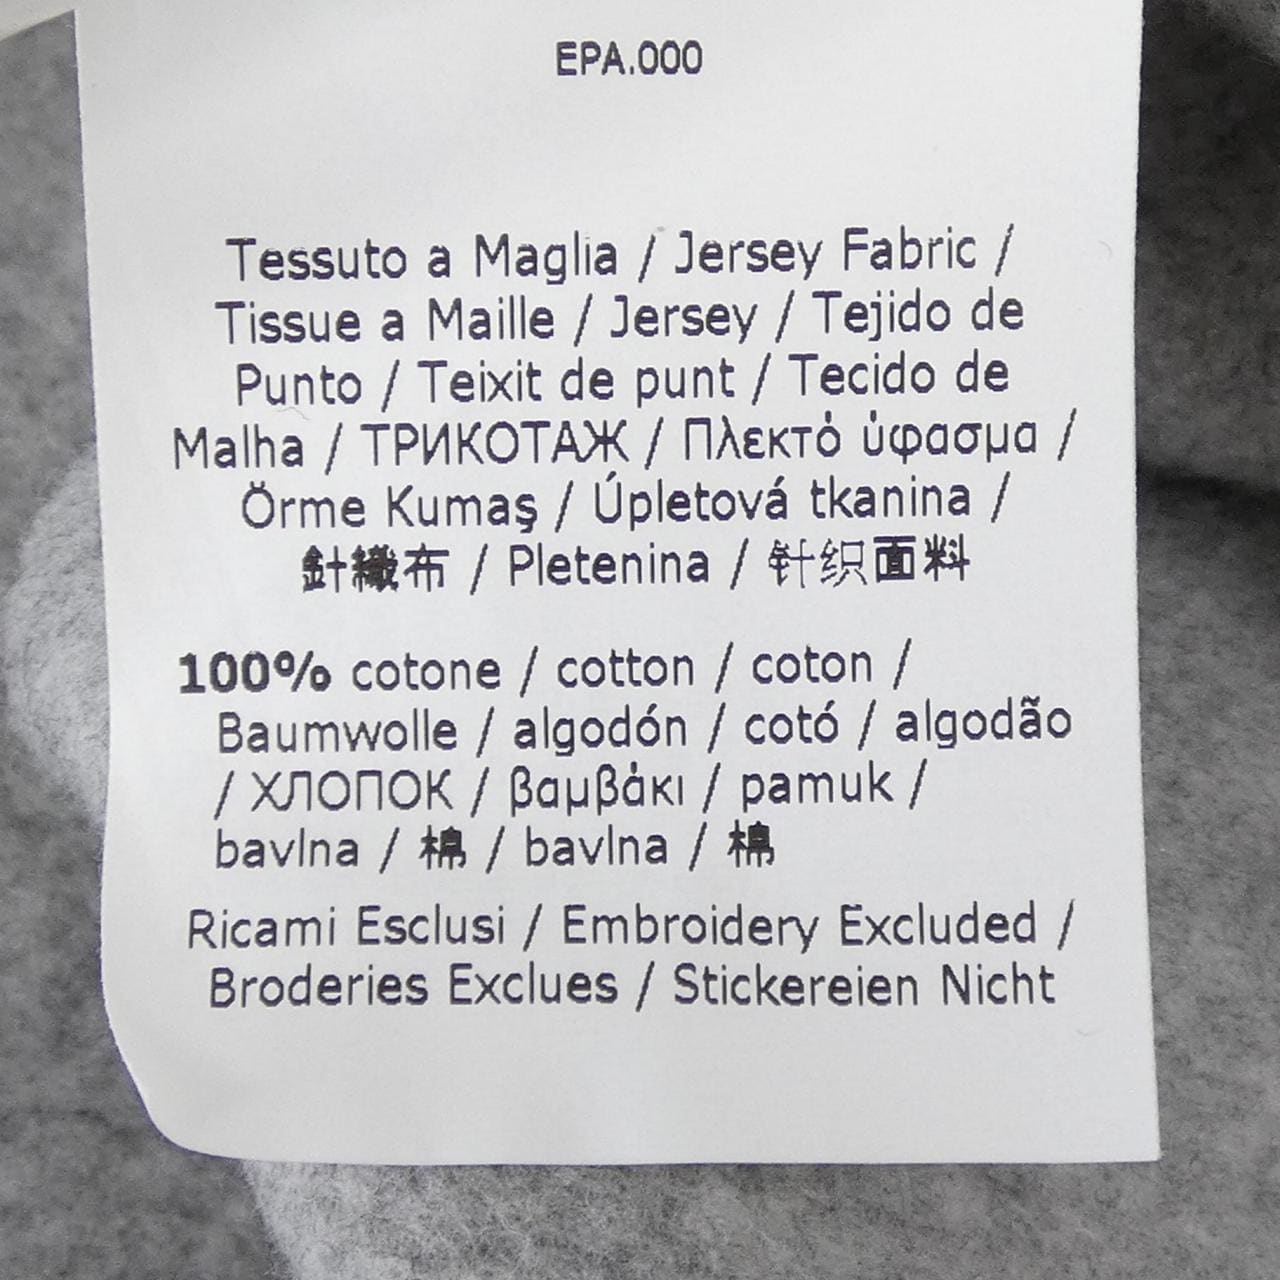 EPA.000
Tessuto a Maglia / Jersey Fabric /
Tissue a Maille / Jersey / Tejido de
Punto / Teixit de punt / Tecido de
Malha / ТРИКОТАЖ / Πλεκτό ύφασμα /
Örme Kumaş / Úpletová tkanina /
針織布 / Pletenina / 针织面料
100% cotone / cotton / coton /
Baumwolle / algodón / cotó / algodão
/ ХЛОПОК / βαμβάκι / pamuk /
bavlna / 棉 / bavlna / 棉
Ricami Esclusi / Embroidery Excluded /
Broderies Exclues / Stickereien Nicht